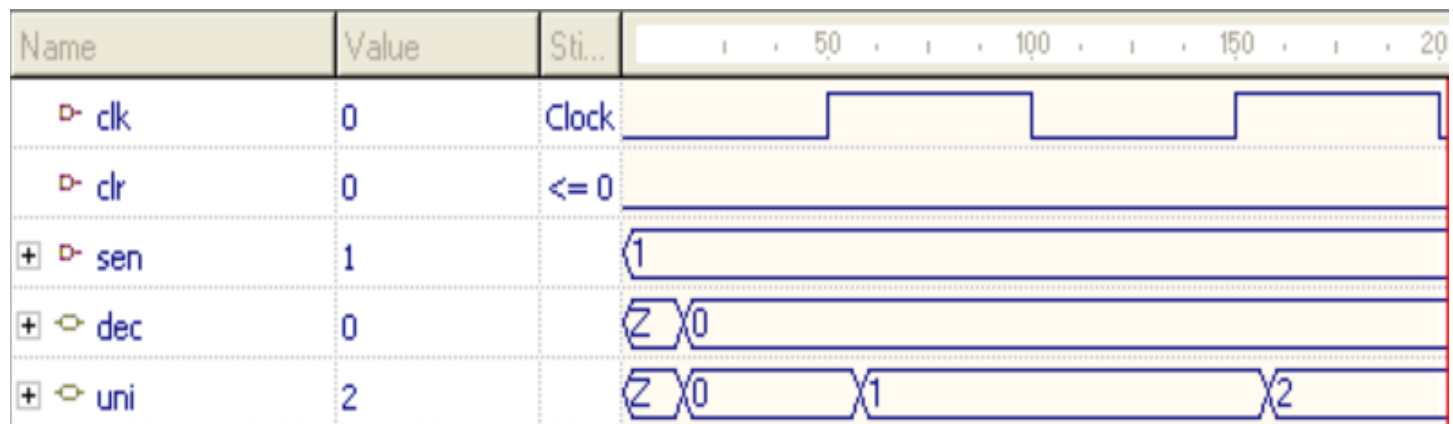 Name Value Sti... 50 100 150 20
clk 0 Clock
clr 0 <= 0
sen 1 1
dec 0 Z 0
uni 2 Z 0 1 2